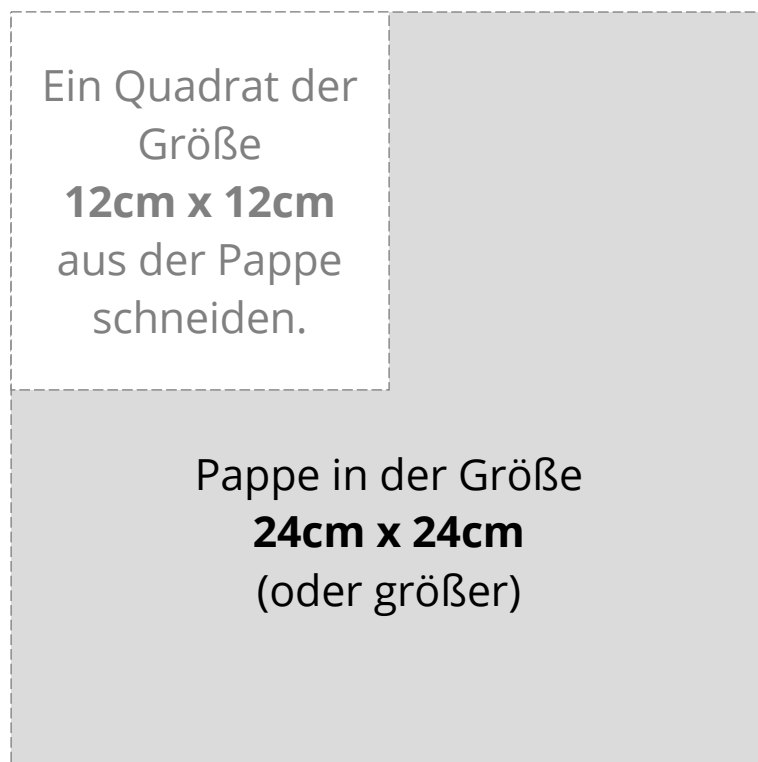 Ein Quadrat der
Größe
12cm x 12cm
aus der Pappe
schneiden.
Pappe in der Größe
24cm x 24cm
(oder größer)